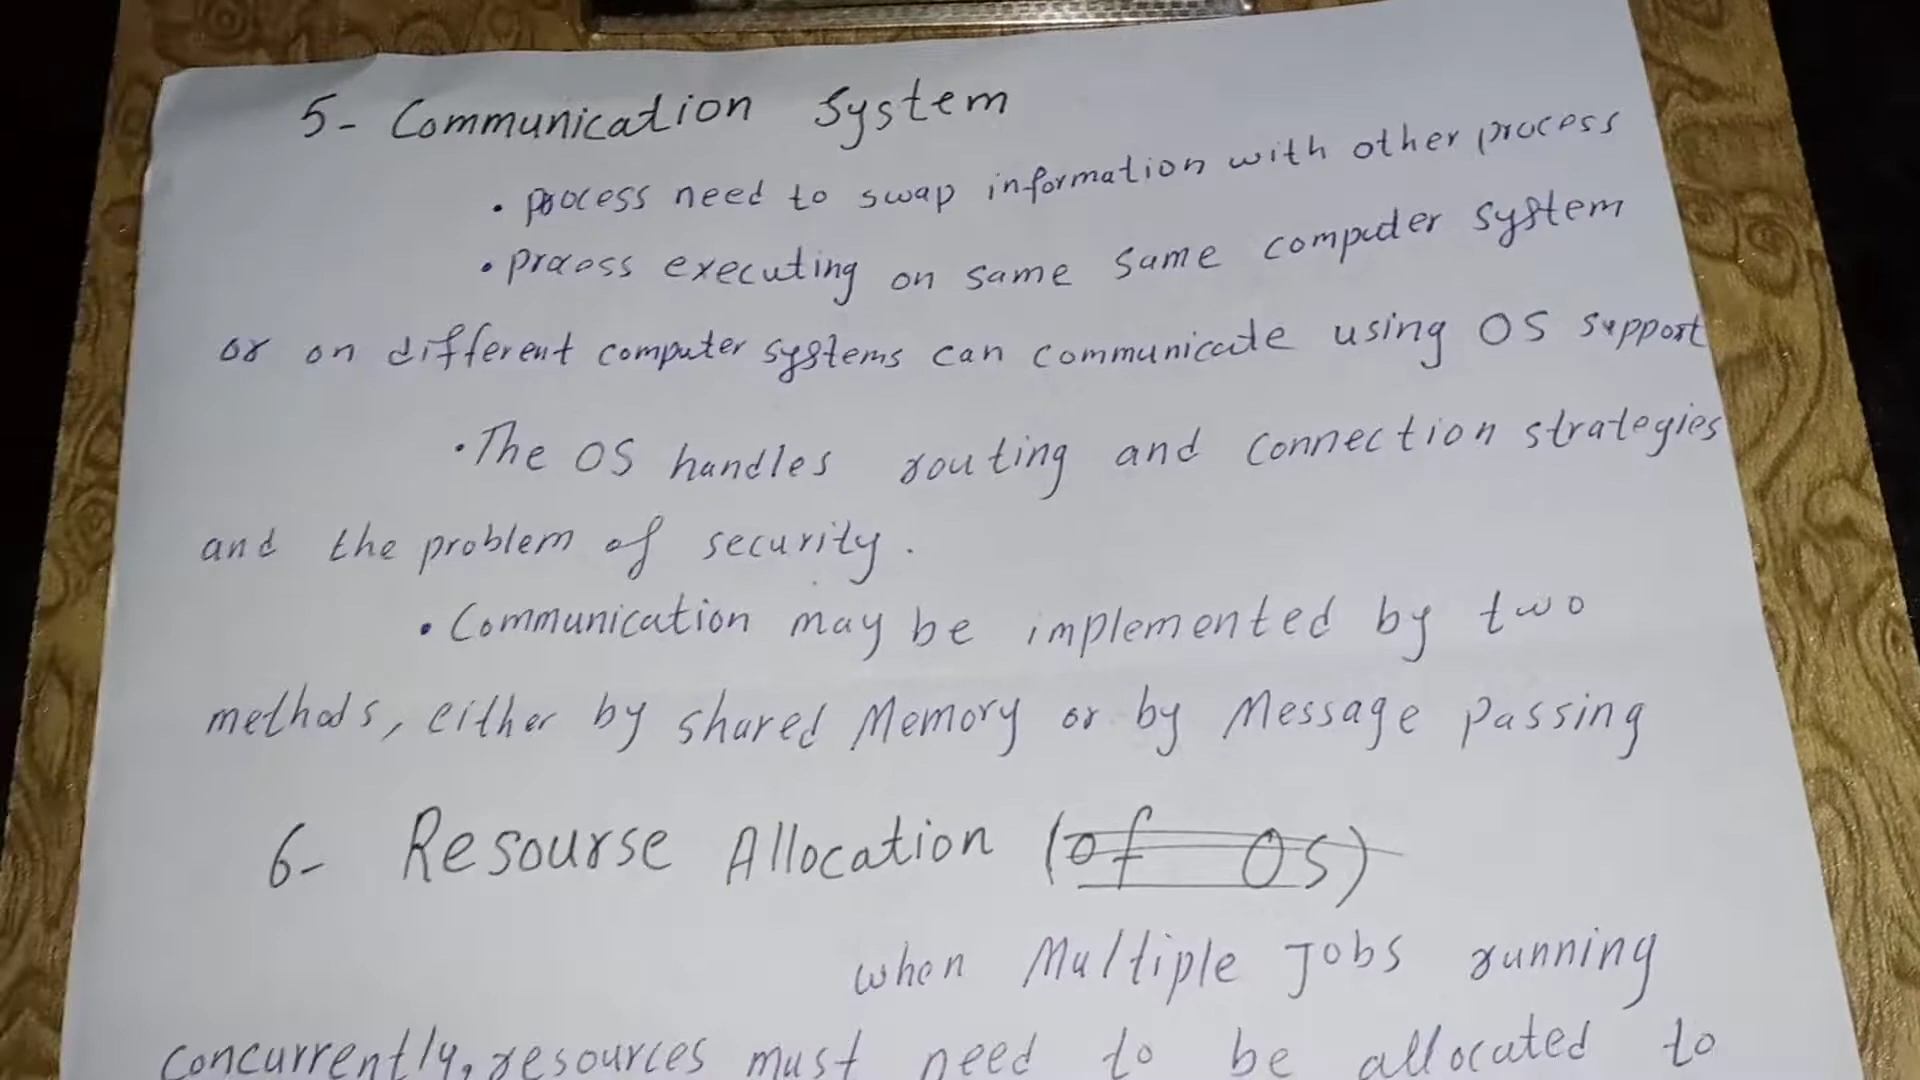 5- Communication System
• process need to swap information with other process
• process executing on same same computer system
or on different computer systems can communicate using OS support
• The OS handles routing and connection strategies
and the problem of security.
• Communication may be implemented by two
methods, either by shared Memory or by Message passing
6- Resourse Allocation (of OS)
when Multiple Jobs running
concurrently, resources must need to be allocated to